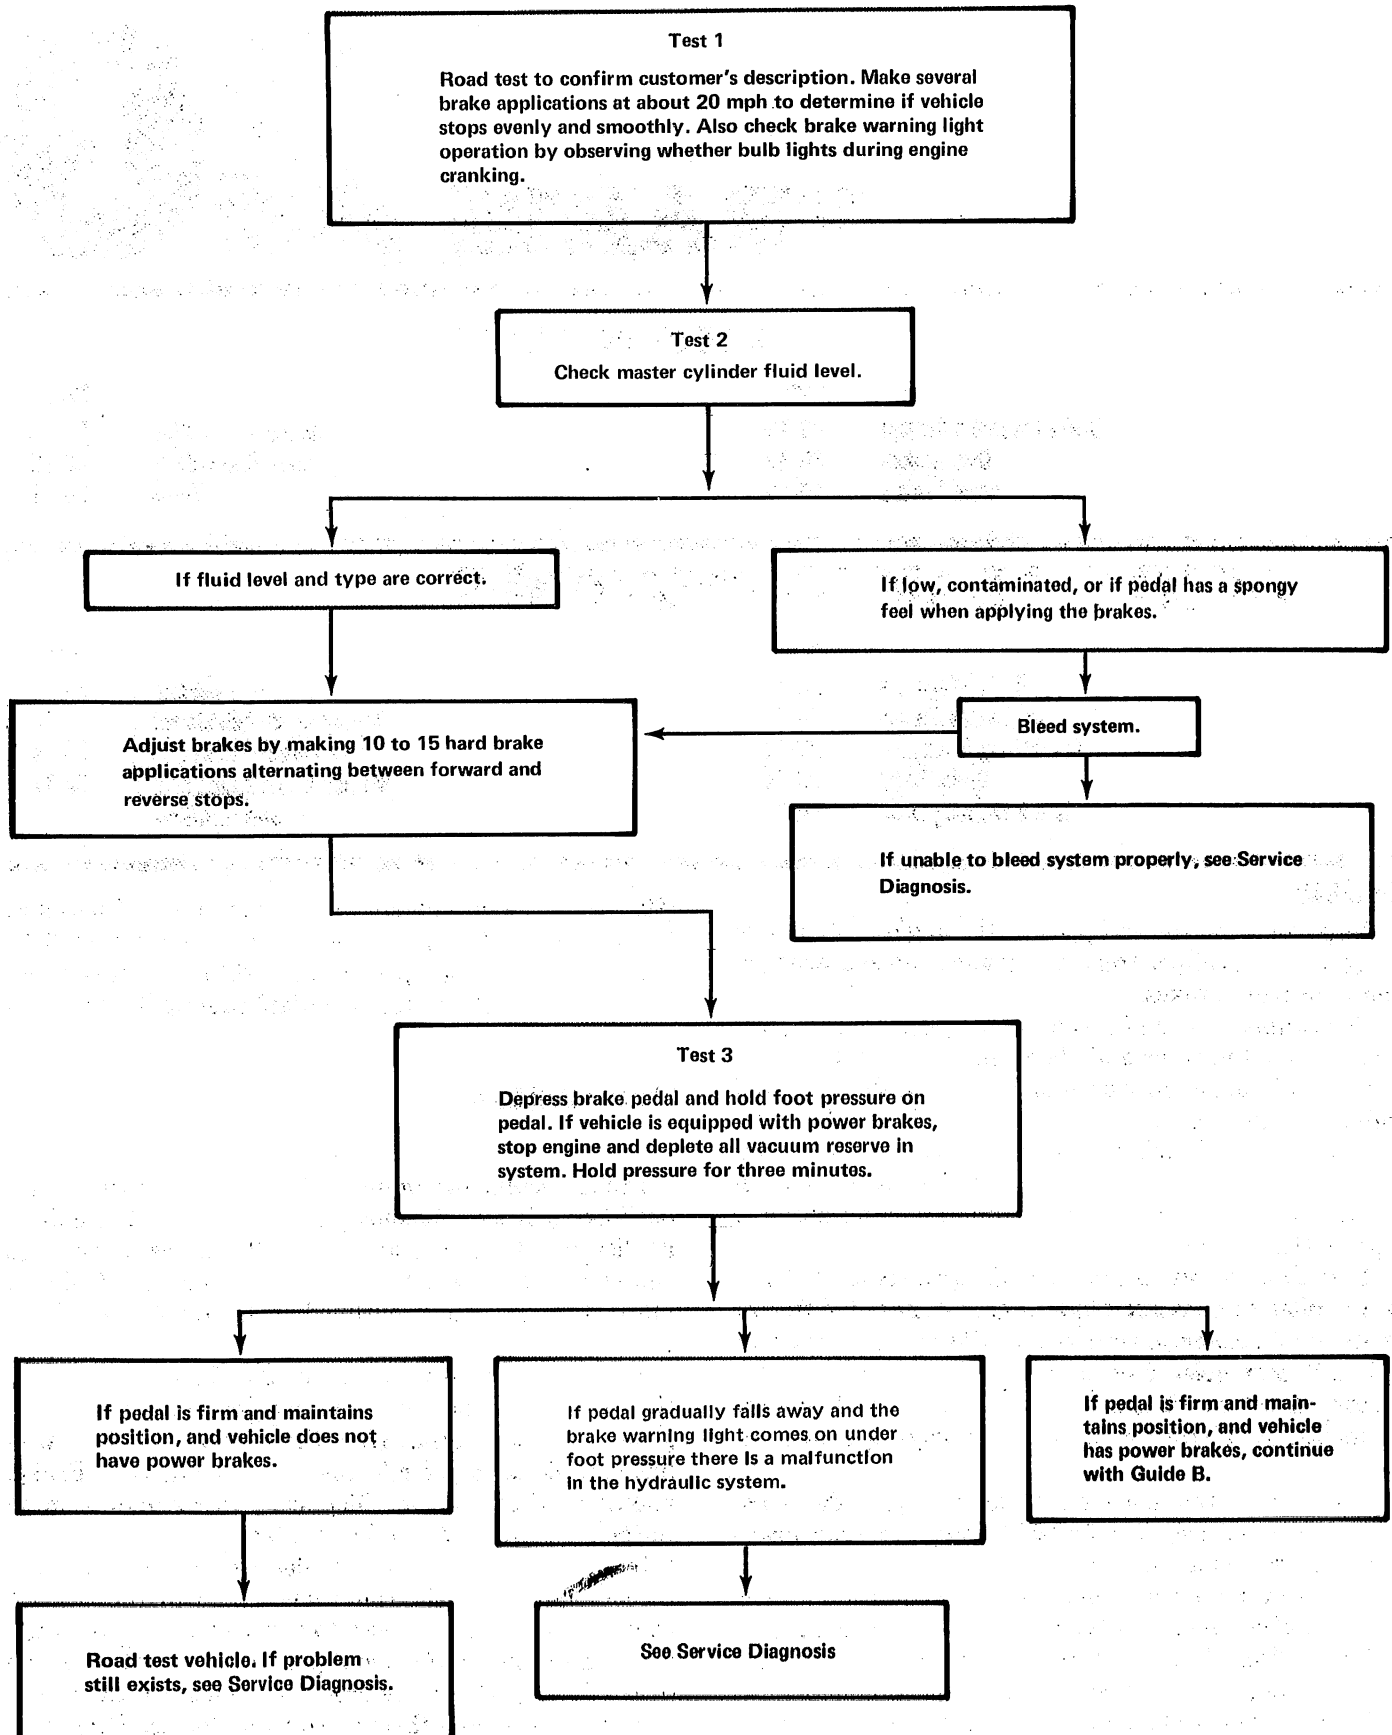 Test 1
Road test to confirm customer's description. Make several
brake applications at about 20 mph to determine if vehicle
stops evenly and smoothly. Also check brake warning light
operation by observing whether bulb lights during engine
cranking.
Test 2
Check master cylinder fluid level.
If fluid level and type are correct.
If low, contaminated, or if pedal has a spongy
feel when applying the brakes.
Adjust brakes by making 10 to 15 hard brake
applications alternating between forward and
reverse stops.
Bleed system.
If unable to bleed system properly, see Service
Diagnosis.
Test 3
Depress brake pedal and hold foot pressure on
pedal. If vehicle is equipped with power brakes,
stop engine and deplete all vacuum reserve in
system. Hold pressure for three minutes.
If pedal is firm and maintains
position, and vehicle does not
have power brakes.
If pedal gradually falls away and the
brake warning light comes on under
foot pressure there is a malfunction
in the hydraulic system.
If pedal is firm and main-
tains position, and vehicle
has power brakes, continue
with Guide B.
Road test vehicle. If problem
still exists, see Service Diagnosis.
See Service Diagnosis